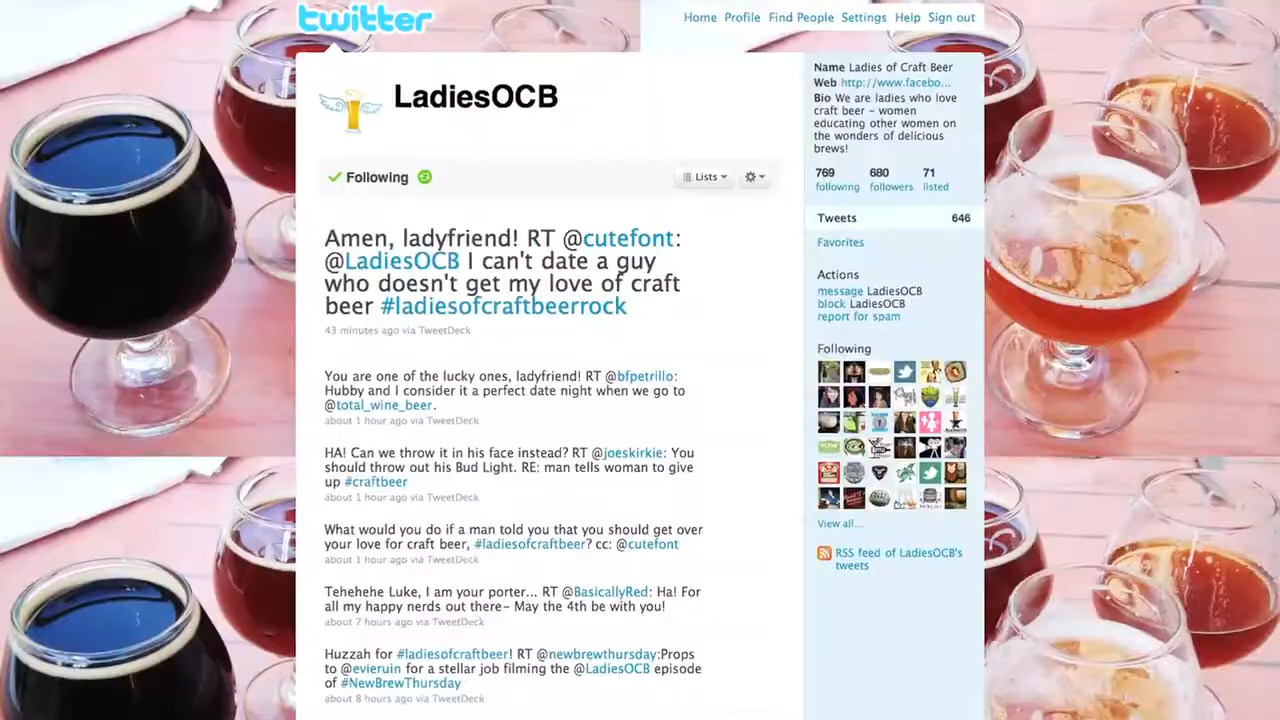 twitter
Home Profile Find People Settings Help Sign out
LadiesOCB
Following
Lists
Amen, ladyfriend! RT @cutefont:
@LadiesOCB I can't date a guy
who doesn't get my love of craft
beer #ladiesofcraftbeerrock
43 minutes ago via TweetDeck
You are one of the lucky ones, ladyfriend! RT @bfpetrillo:
Hubby and I consider it a perfect date night when we go to
@total_wine_beer.
about 1 hour ago via TweetDeck
HA! Can we throw it in his face instead? RT @joeskirkie: You
should throw out his Bud Light. RE: man tells woman to give
up #craftbeer
about 1 hour ago via TweetDeck
What would you do if a man told you that you should get over
your love for craft beer, #ladiesofcraftbeer? cc: @cutefont
about 1 hour ago via TweetDeck
Tehehehe Luke, I am your porter... RT @BasicallyRed: Ha! For
all my happy nerds out there- May the 4th be with you!
about 7 hours ago via TweetDeck
Huzzah for #ladiesofcraftbeer! RT @newbrewthursday:Props
to @evieruin for a stellar job filming the @LadiesOCB episode
of #NewBrewThursday
about 8 hours ago via TweetDeck
Name Ladies of Craft Beer
Web http://www.facebo...
Bio We are ladies who love
craft beer - women
educating other women on
the wonders of delicious
brews!
769 680 71
following followers listed
Tweets 646
Favorites
Actions
message LadiesOCB
block LadiesOCB
report for spam
Following
View all...
RSS feed of LadiesOCB's
tweets